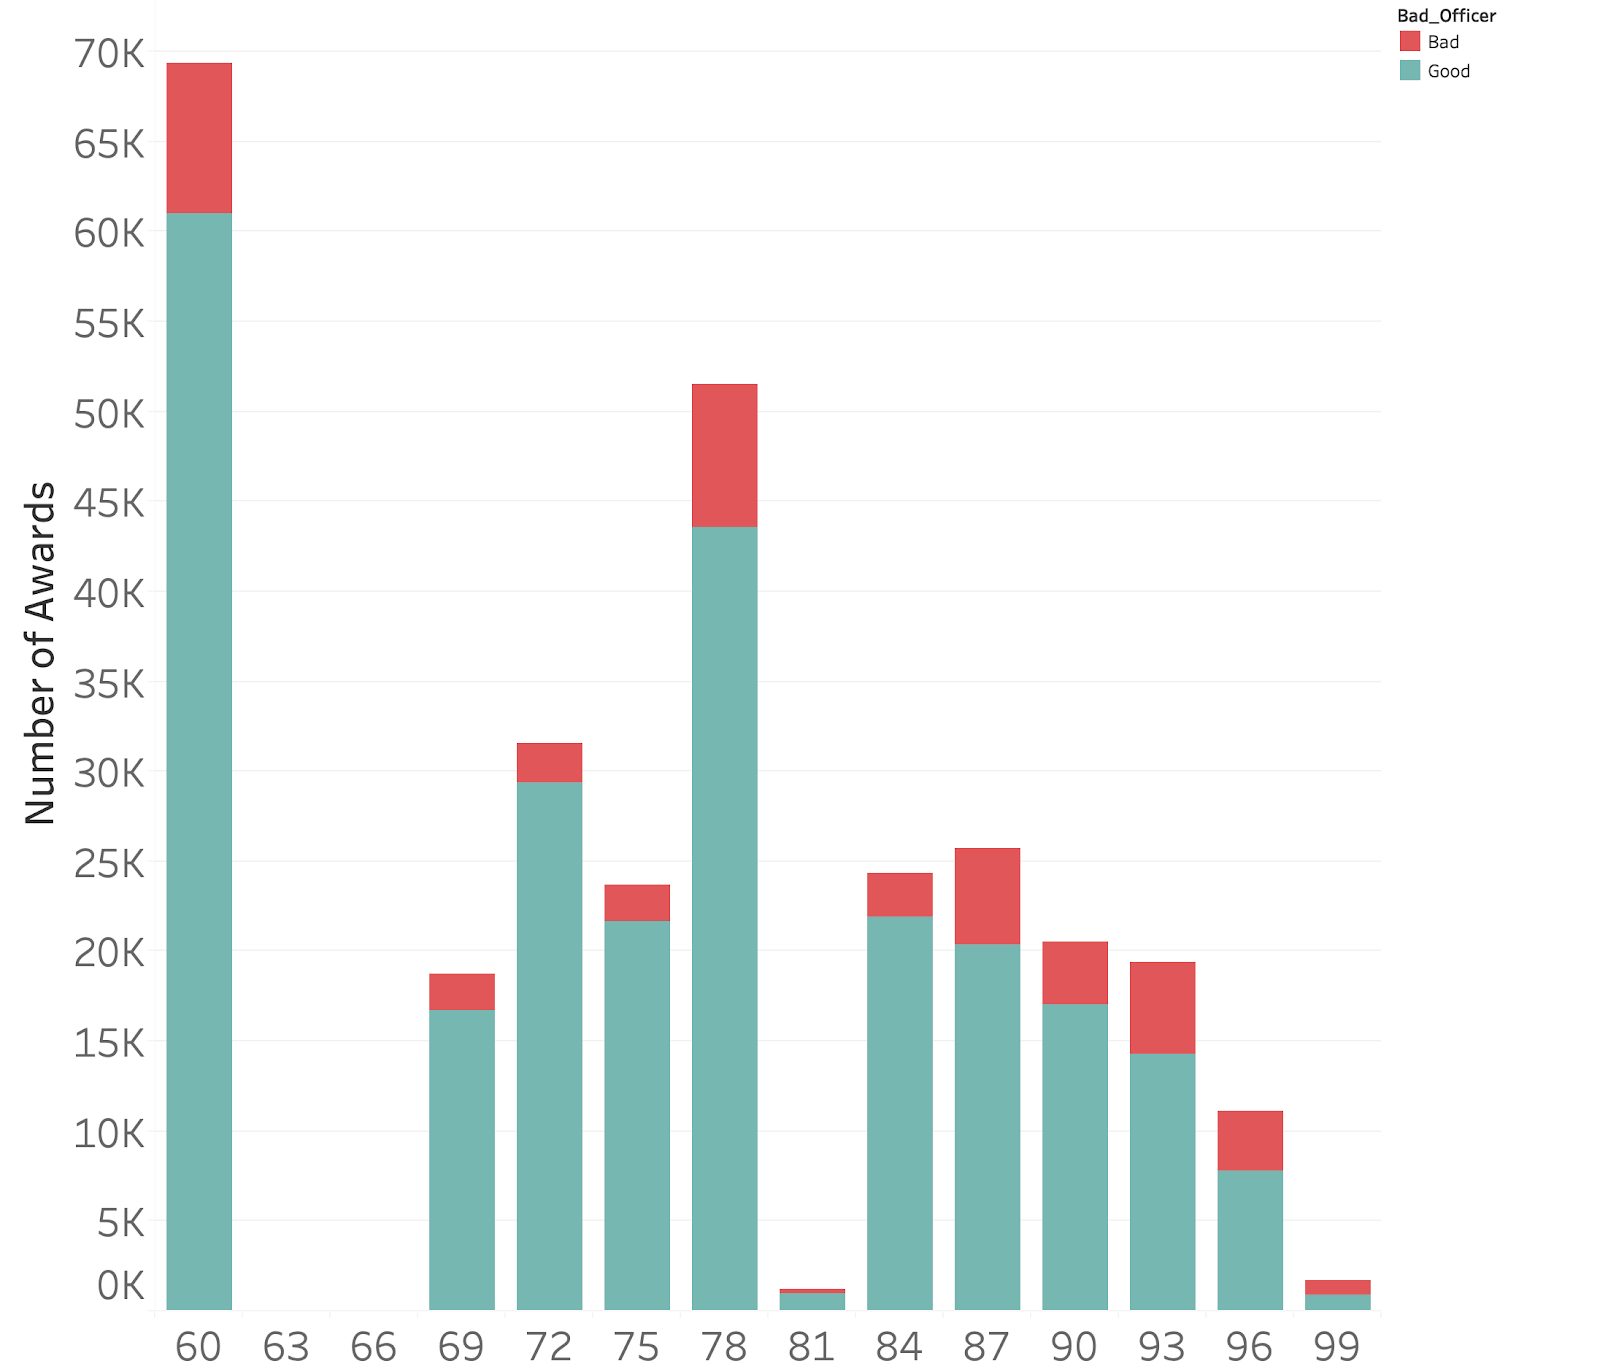 Bad_Officer
Bad
Good
70K
65K
60K
55K
50K
45K
40K
35K
30K
25K
20K
15K
10K
5K
0K
Number of Awards
60 63 66 69 72 75 78 81 84 87 90 93 96 99